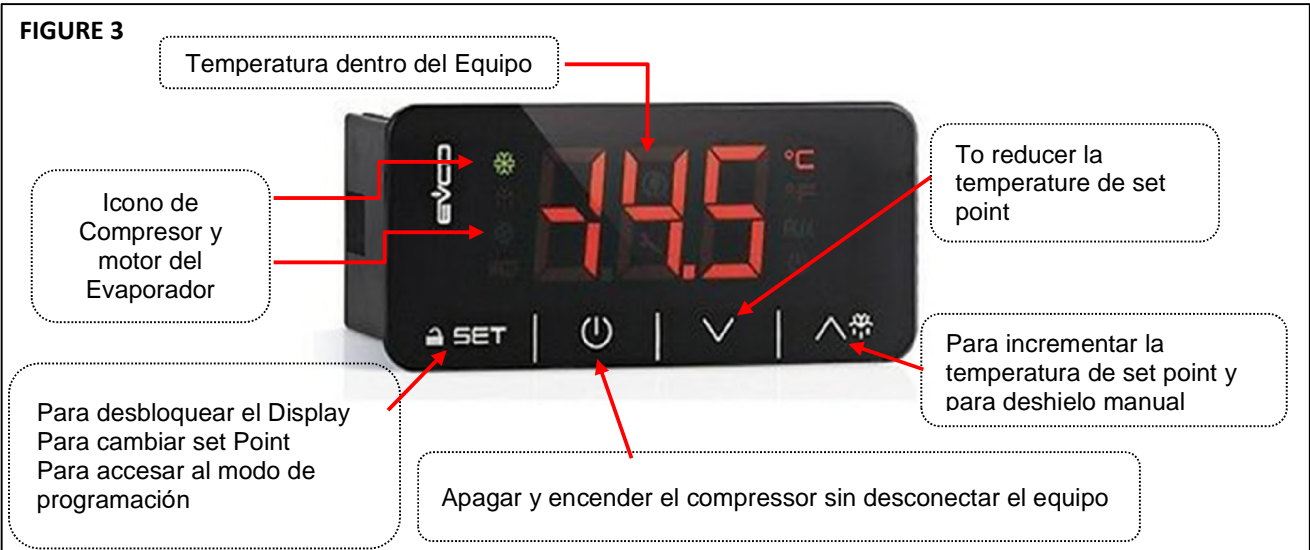 FIGURE 3
Temperatura dentro del Equipo
Icono de
Compresor y
motor del
Evaporador
EVCO
-14.5
°C
°F
AUX
SET
To reducer la
temperature de set
point
Para incrementar la
temperatura de set point y
para deshielo manual
Para desbloquear el Display
Para cambiar set Point
Para accesar al modo de
programación
Apagar y encender el compressor sin desconectar el equipo